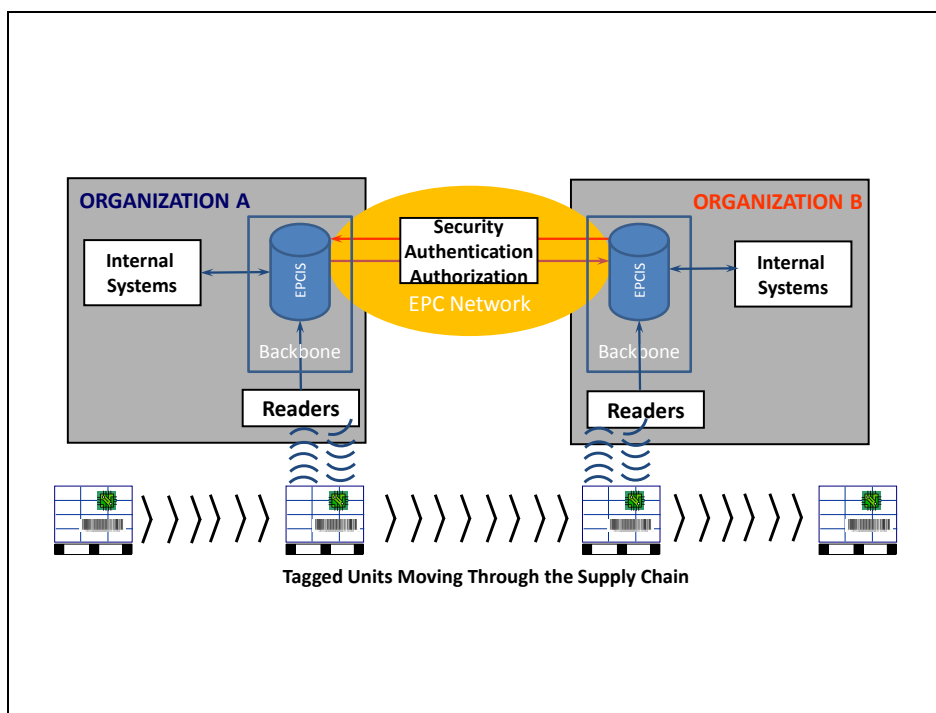 ORGANIZATION A
ORGANIZATION B
Internal
Systems
EPCIS
Security
Authentication
Authorization
EPC Network
EPCIS
Internal
Systems
Backbone
Backbone
Readers
Readers
Tagged Units Moving Through the Supply Chain